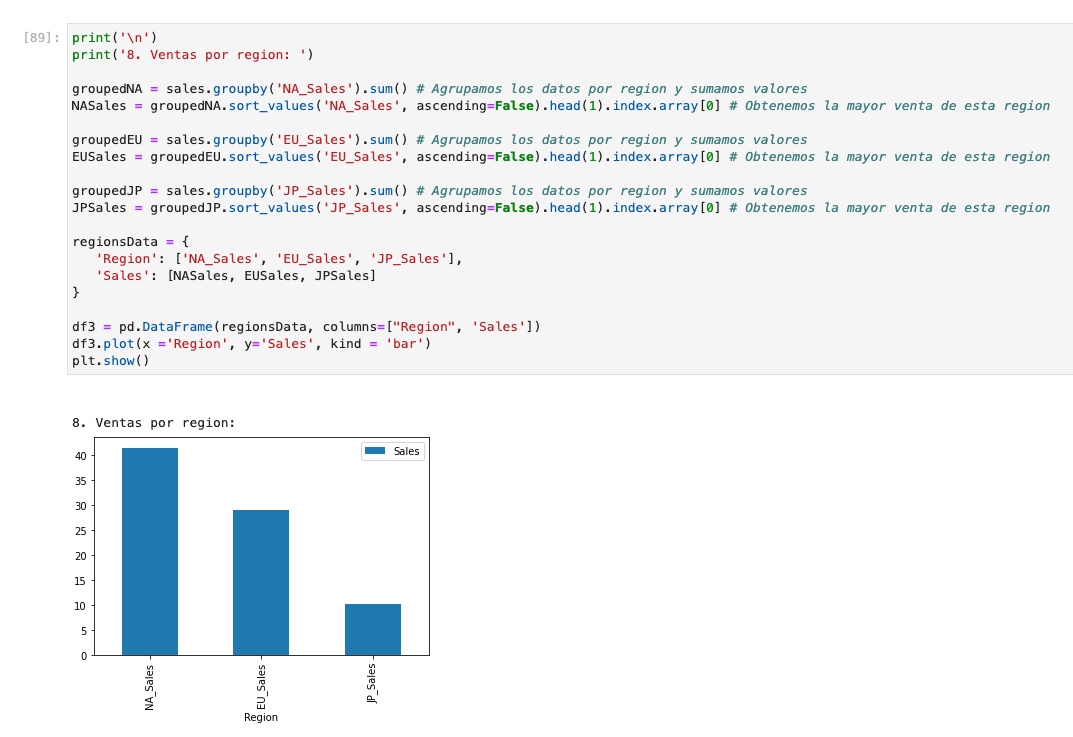 [89]:
print('\n')
print('8. Ventas por region: ')
groupedNA = sales.groupby('NA_Sales').sum() # Agrupamos los datos por region y sumamos valores
NASales = groupedNA.sort_values('NA_Sales', ascending=False).head(1).index.array[0] # Obtenemos la mayor venta de esta region
groupedEU = sales.groupby('EU_Sales').sum() # Agrupamos los datos por region y sumamos valores
EUSales = groupedEU.sort_values('EU_Sales', ascending=False).head(1).index.array[0] # Obtenemos la mayor venta de esta region
groupedJP = sales.groupby('JP_Sales').sum() # Agrupamos los datos por region y sumamos valores
JPSales = groupedJP.sort_values('JP_Sales', ascending=False).head(1).index.array[0] # Obtenemos la mayor venta de esta region
regionsData = {
   'Region': ['NA_Sales', 'EU_Sales', 'JP_Sales'],
   'Sales': [NASales, EUSales, JPSales]
}
df3 = pd.DataFrame(regionsData, columns=["Region", 'Sales'])
df3.plot(x ='Region', y='Sales', kind = 'bar')
plt.show()
8. Ventas por region:
Sales
40
35
30
25
20
15
10
5
0
NA_Sales
EU_Sales
JP_Sales
Region